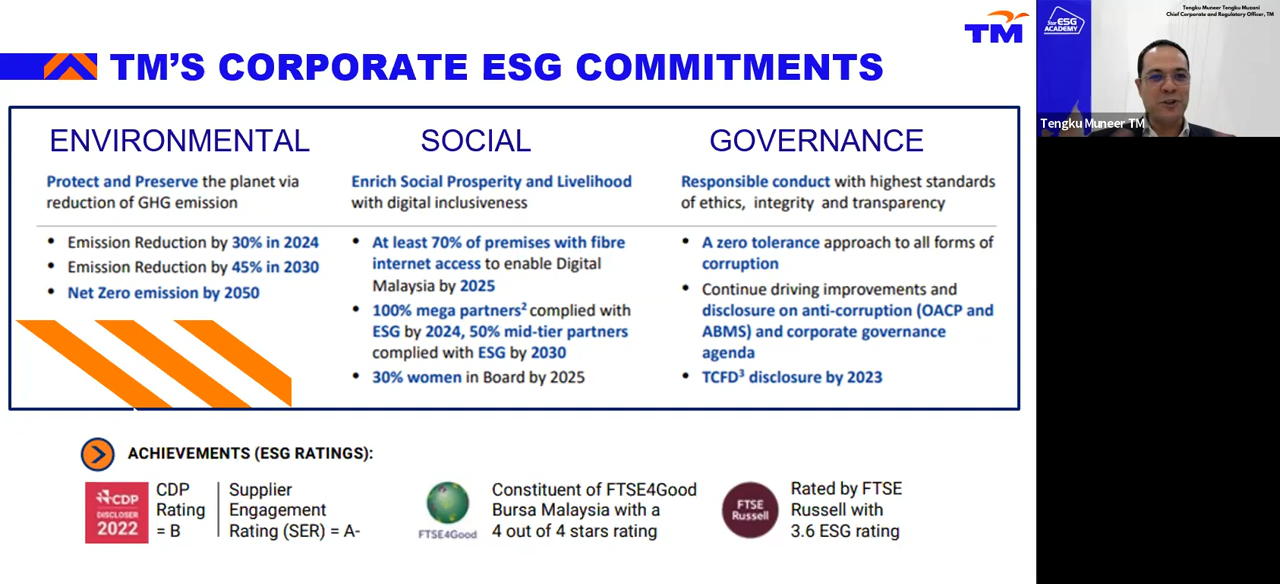 TM
TM'S CORPORATE ESG COMMITMENTS
ENVIRONMENTAL
Protect and Preserve the planet via
reduction of GHG emission
• Emission Reduction by 30% in 2024
• Emission Reduction by 45% in 2030
• Net Zero emission by 2050
SOCIAL
Enrich Social Prosperity and Livelihood
with digital inclusiveness
• At least 70% of premises with fibre
internet access to enable Digital
Malaysia by 2025
• 100% mega partners² complied with
ESG by 2024, 50% mid-tier partners
complied with ESG by 2030
• 30% women in Board by 2025
GOVERNANCE
Responsible conduct with highest standards
of ethics, integrity and transparency
• A zero tolerance approach to all forms of
corruption
• Continue driving improvements and
disclosure on anti-corruption (OACP and
ABMS) and corporate governance
agenda
• TCFD³ disclosure by 2023
ACHIEVEMENTS (ESG RATINGS):
CDP
DISCLOSER
2022
CDP
Rating
= B
Supplier
Engagement
Rating (SER) = A-
FTSE4Good
Constituent of FTSE4Good
Bursa Malaysia with a
4 out of 4 stars rating
FTSE
Russell
Rated by FTSE
Russell with
3.6 ESG rating
Star ESG
ACADEMY
Tengku Muneer Tengku Muzani
Chief Corporate and Regulatory Officer, TM
Tengku Muneer TM